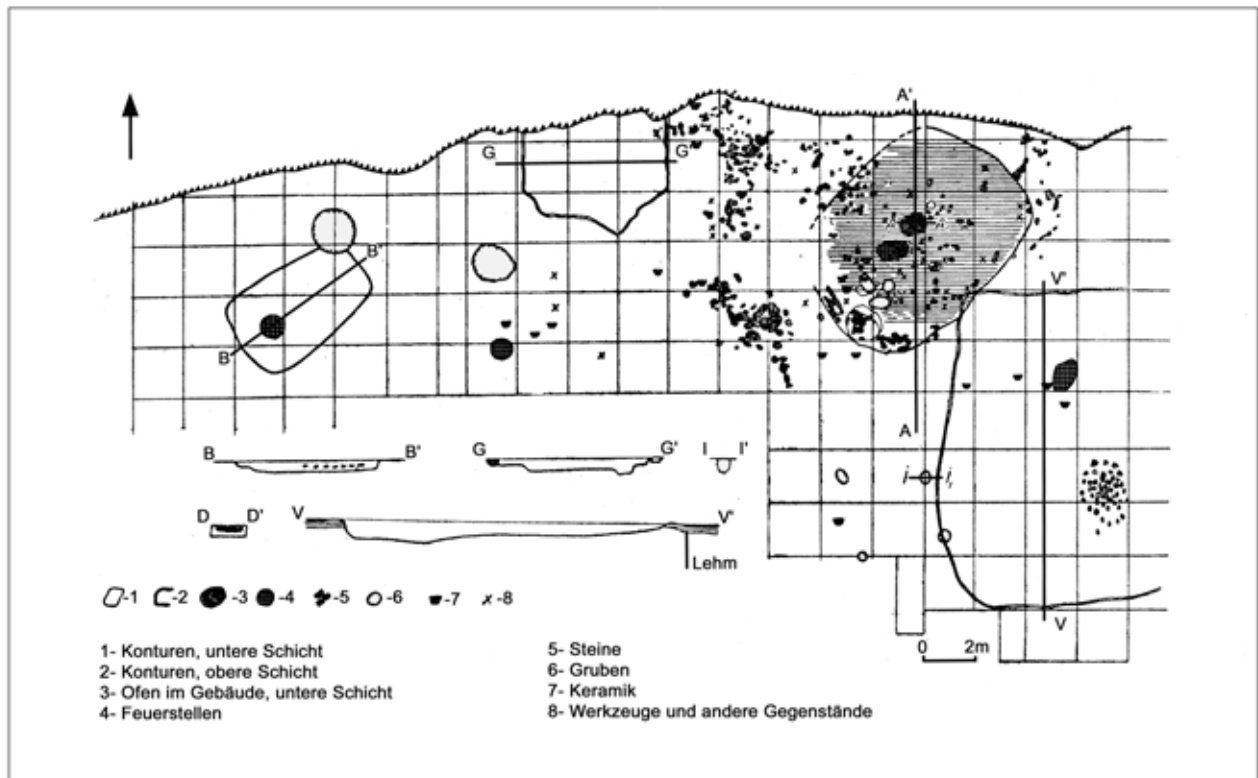 A'
G G'
B'
V'
B
A
i i,
B B' G G' I I'
D D' V V'
Lehm
V
-1 -2 -3 -4 -5 -6 -7 -8
0 2m
1- Konturen, untere Schicht
2- Konturen, obere Schicht
3- Ofen im Gebäude, untere Schicht
4- Feuerstellen
5- Steine
6- Gruben
7- Keramik
8- Werkzeuge und andere Gegenstände